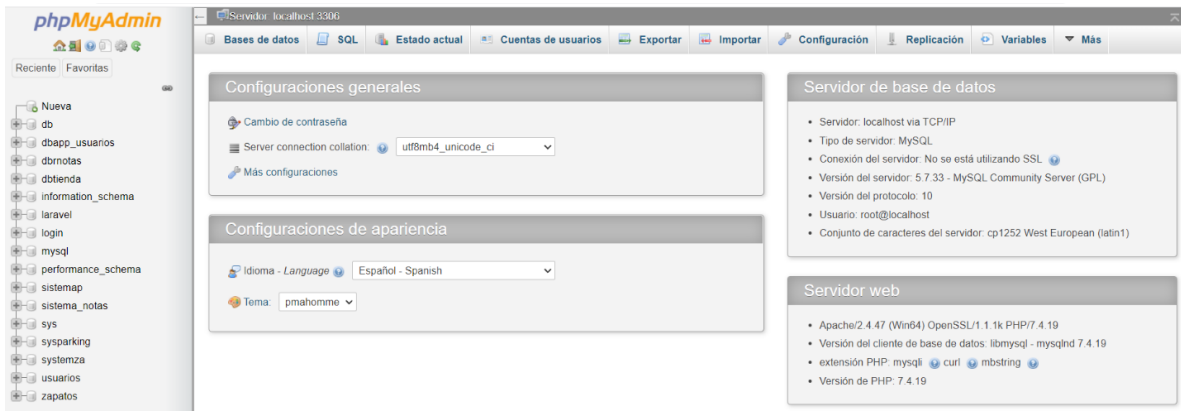 phpMyAdmin
Reciente Favoritas
Nueva
db
dbapp_usuarios
dbrnotas
dbtienda
information_schema
laravel
login
mysql
performance_schema
sistemap
sistema_notas
sys
sysparking
systemza
usuarios
zapatos
Servidor: localhost:3306
Bases de datos SQL Estado actual Cuentas de usuarios Exportar Importar Configuración Replicación Variables Más
Configuraciones generales
Cambio de contraseña
Server connection collation: utf8mb4_unicode_ci
Más configuraciones
Configuraciones de apariencia
Idioma - Language Español - Spanish
Tema: pmahomme
Servidor de base de datos
• Servidor: localhost via TCP/IP
• Tipo de servidor: MySQL
• Conexión del servidor: No se está utilizando SSL
• Versión del servidor: 5.7.33 - MySQL Community Server (GPL)
• Versión del protocolo: 10
• Usuario: root@localhost
• Conjunto de caracteres del servidor: cp1252 West European (latin1)
Servidor web
• Apache/2.4.47 (Win64) OpenSSL/1.1.1k PHP/7.4.19
• Versión del cliente de base de datos: libmysql - mysqlnd 7.4.19
• extensión PHP: mysqli curl mbstring
• Versión de PHP: 7.4.19